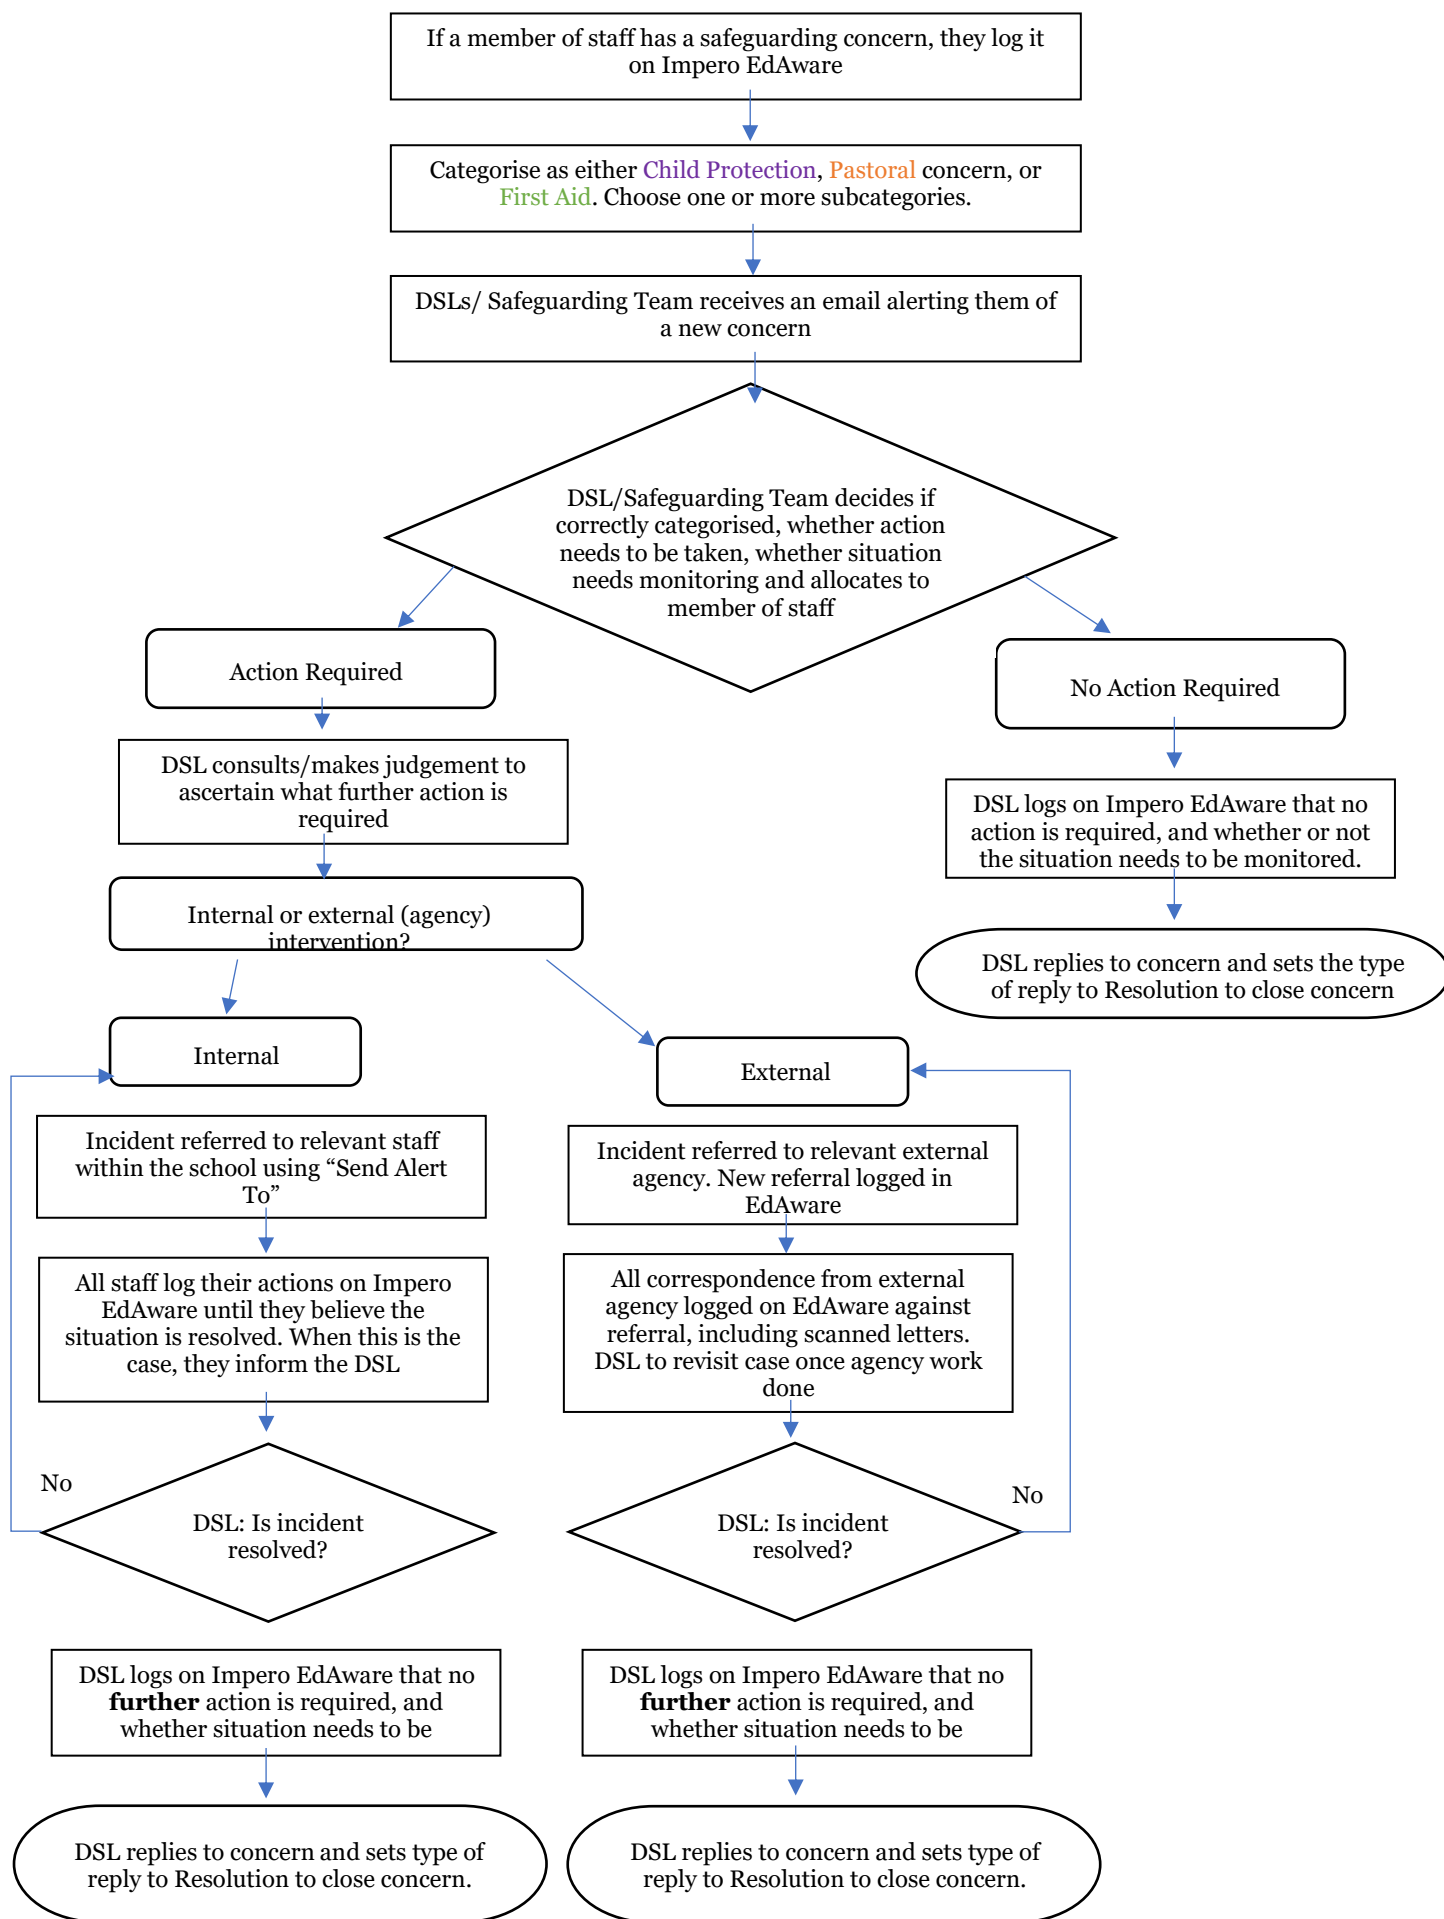 If a member of staff has a safeguarding concern, they log it
on Impero EdAware
Categorise as either Child Protection, Pastoral concern, or
First Aid. Choose one or more subcategories.
DSLs/ Safeguarding Team receives an email alerting them of
a new concern
DSL/Safeguarding Team decides if
correctly categorised, whether action
needs to be taken, whether situation
needs monitoring and allocates to
member of staff
Action Required
No Action Required
DSL consults/makes judgement to
ascertain what further action is
required
DSL logs on Impero EdAware that no
action is required, and whether or not
the situation needs to be monitored.
Internal or external (agency)
intervention?
DSL replies to concern and sets the type
of reply to Resolution to close concern
Internal
External
Incident referred to relevant staff
within the school using “Send Alert
To”
Incident referred to relevant external
agency. New referral logged in
EdAware
All staff log their actions on Impero
EdAware until they believe the
situation is resolved. When this is the
case, they inform the DSL
All correspondence from external
agency logged on EdAware against
referral, including scanned letters.
DSL to revisit case once agency work
done
No
DSL: Is incident
resolved?
No
DSL: Is incident
resolved?
DSL logs on Impero EdAware that no
further action is required, and
whether situation needs to be
DSL logs on Impero EdAware that no
further action is required, and
whether situation needs to be
DSL replies to concern and sets type of
reply to Resolution to close concern.
DSL replies to concern and sets type of
reply to Resolution to close concern.